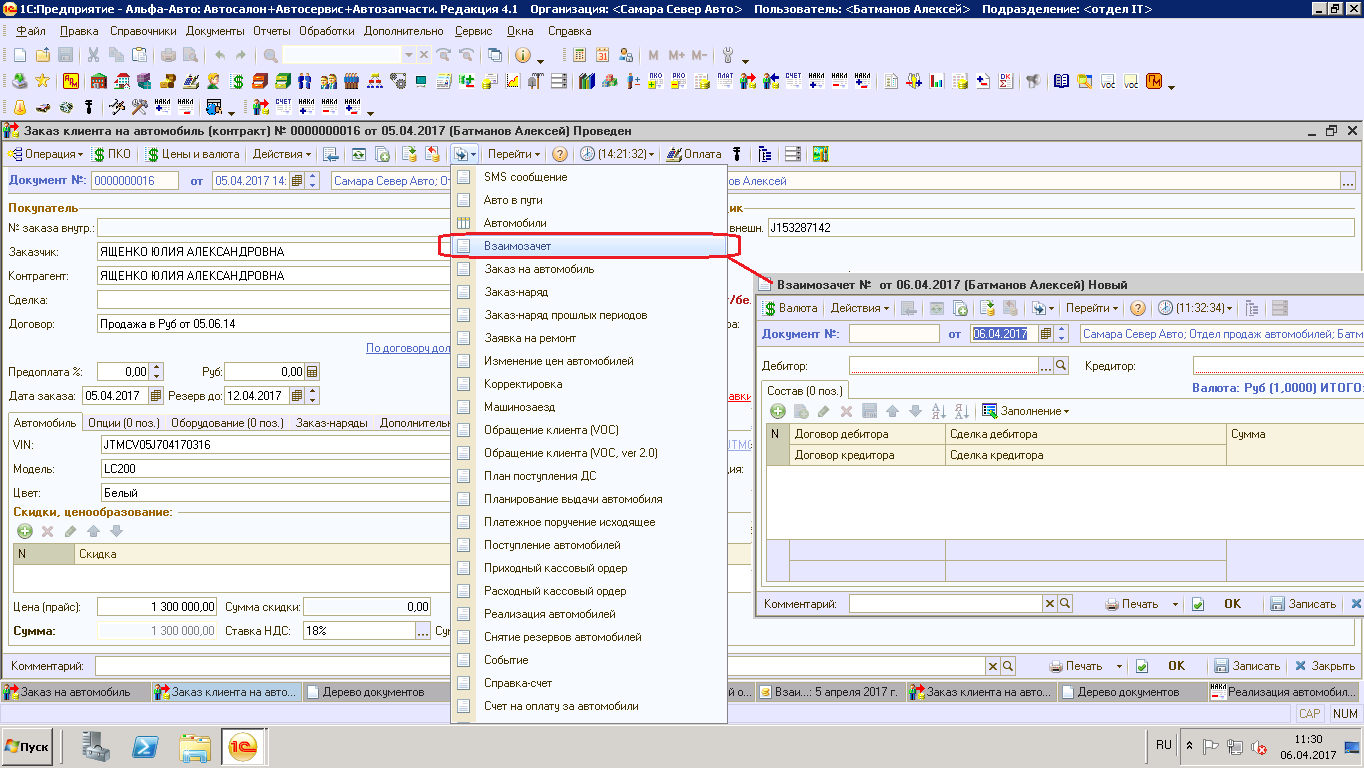 1С:Предприятие - Альфа-Авто: Автосалон+Автосервис+Автозапчасти. Редакция 4.1 Организация: <Самара Север Авто> Пользователь: <Батманов Алексей> Подразделение: <отдел IT>
Файл Правка Справочники Документы Отчеты Обработки Дополнительно Сервис Окна Справка
M M+ M-
Заказ клиента на автомобиль (контракт) № 0000000016 от 05.04.2017 (Батманов Алексей) Проведен
Операция ПКО Цены и валюта Действия Перейти (14:21:32) Оплата
Документ №: 0000000016 от 05.04.2017 14: Самара Север Авто; От ов Алексей ...
Покупатель ик
№ заказа внутр.: внешн. J153287142
Заказчик: ЯЩЕНКО ЮЛИЯ АЛЕКСАНДРОВНА
Контрагент: ЯЩЕНКО ЮЛИЯ АЛЕКСАНДРОВНА
Сделка:
Договор: Продажа в Руб от 05.06.14
По договору дол
Предоплата %: 0,00 Руб: 0,00
Дата заказа: 05.04.2017 Резерв до: 12.04.2017
Автомобиль Опции (0 поз.) Оборудование (0 поз.) Заказ-наряды Дополнитель
VIN: JTMCV05J704170316
Модель: LC200
Цвет: Белый
Скидки, ценообразование:
N Скидка
Цена (прайс): 1 300 000,00 Сумма скидки: 0,00
Сумма: 1 300 000,00 Ставка НДС: 18% ... Су
Комментарий: Печать OK Записать Закрыть
SMS сообщение
Авто в пути
Автомобили
Взаимозачет
Заказ на автомобиль
Заказ-наряд
Заказ-наряд прошлых периодов
Заявка на ремонт
Изменение цен автомобилей
Корректировка
Машинозаезд
Обращение клиента (VOC)
Обращение клиента (VOC, ver 2.0)
План поступления ДС
Планирование выдачи автомобиля
Платежное поручение исходящее
Поступление автомобилей
Приходный кассовый ордер
Расходный кассовый ордер
Реализация автомобилей
Снятие резервов автомобилей
Событие
Справка-счет
Счет на оплату за автомобили
Взаимозачет № от 06.04.2017 (Батманов Алексей) Новый
Валюта Действия Перейти (11:32:34)
Документ №: от 06.04.2017 Самара Север Авто; Отдел продаж автомобилей; Батм
Дебитор: ... Кредитор:
Состав (0 поз.) Валюта: Руб (1,0000) ИТОГО:
Заполнение
N Договор дебитора Сделка дебитора Сумма
Договор кредитора Сделка кредитора
Комментарий: Печать OK Записать
Заказ на автомобиль Заказ клиента на авто... Дерево документов й о... Взаи...: 5 апреля 2017 г. Заказ клиента на авто... Дерево документов Реализация автомобил...
CAP NUM
Пуск RU 11:30
06.04.2017